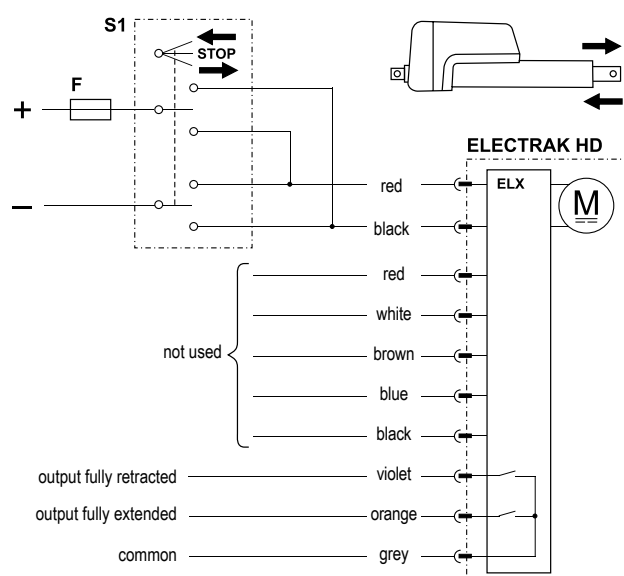 S1
STOP
F
+
−
ELECTRAK HD
ELX
M
red
black
red
white
not used
brown
blue
black
output fully retracted
violet
output fully extended
orange
common
grey